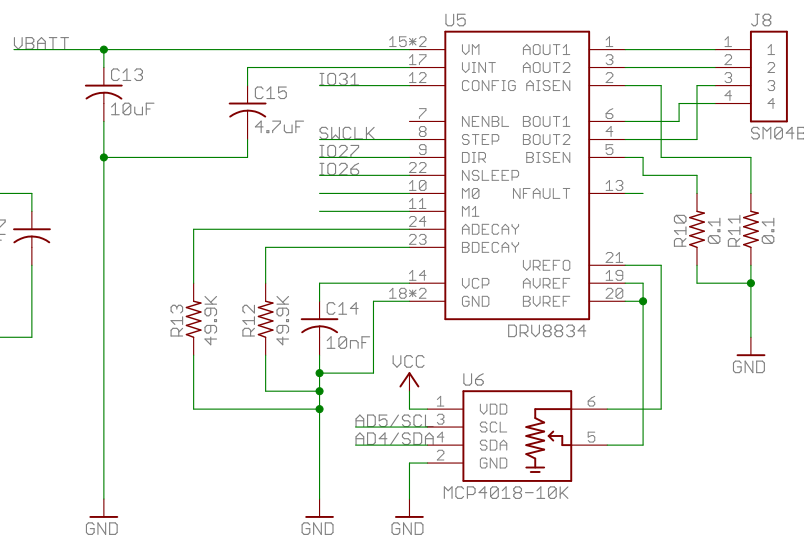 U5
J8
VBATT
15*2 VM AOUT1 1 1 1
17 VINT AOUT2 3 2 2
IO31 12 CONFIG AISEN 2 3 3
4 4
C13
10uF
C15
4.7uF
7 NENBL BOUT1 6
SWCLK 8 STEP BOUT2 4
IO27 9 DIR BISEN 5
IO26 22 NSLEEP
10 M0 NFAULT 13
11 M1
24 ADECAY
23 BDECAY
VREFO 21
14 VCP AVREF 19
18*2 GND BVREF 20
DRV8834
SM04B
R10
0.1
R11
0.1
R13
49.9K
R12
49.9K
C14
10nF
GND
VCC
U6
1 VDD 6
AD5/SCL 3 SCL
AD4/SDA 4 SDA 5
2 GND
MCP4018-10K
GND
GND
GND